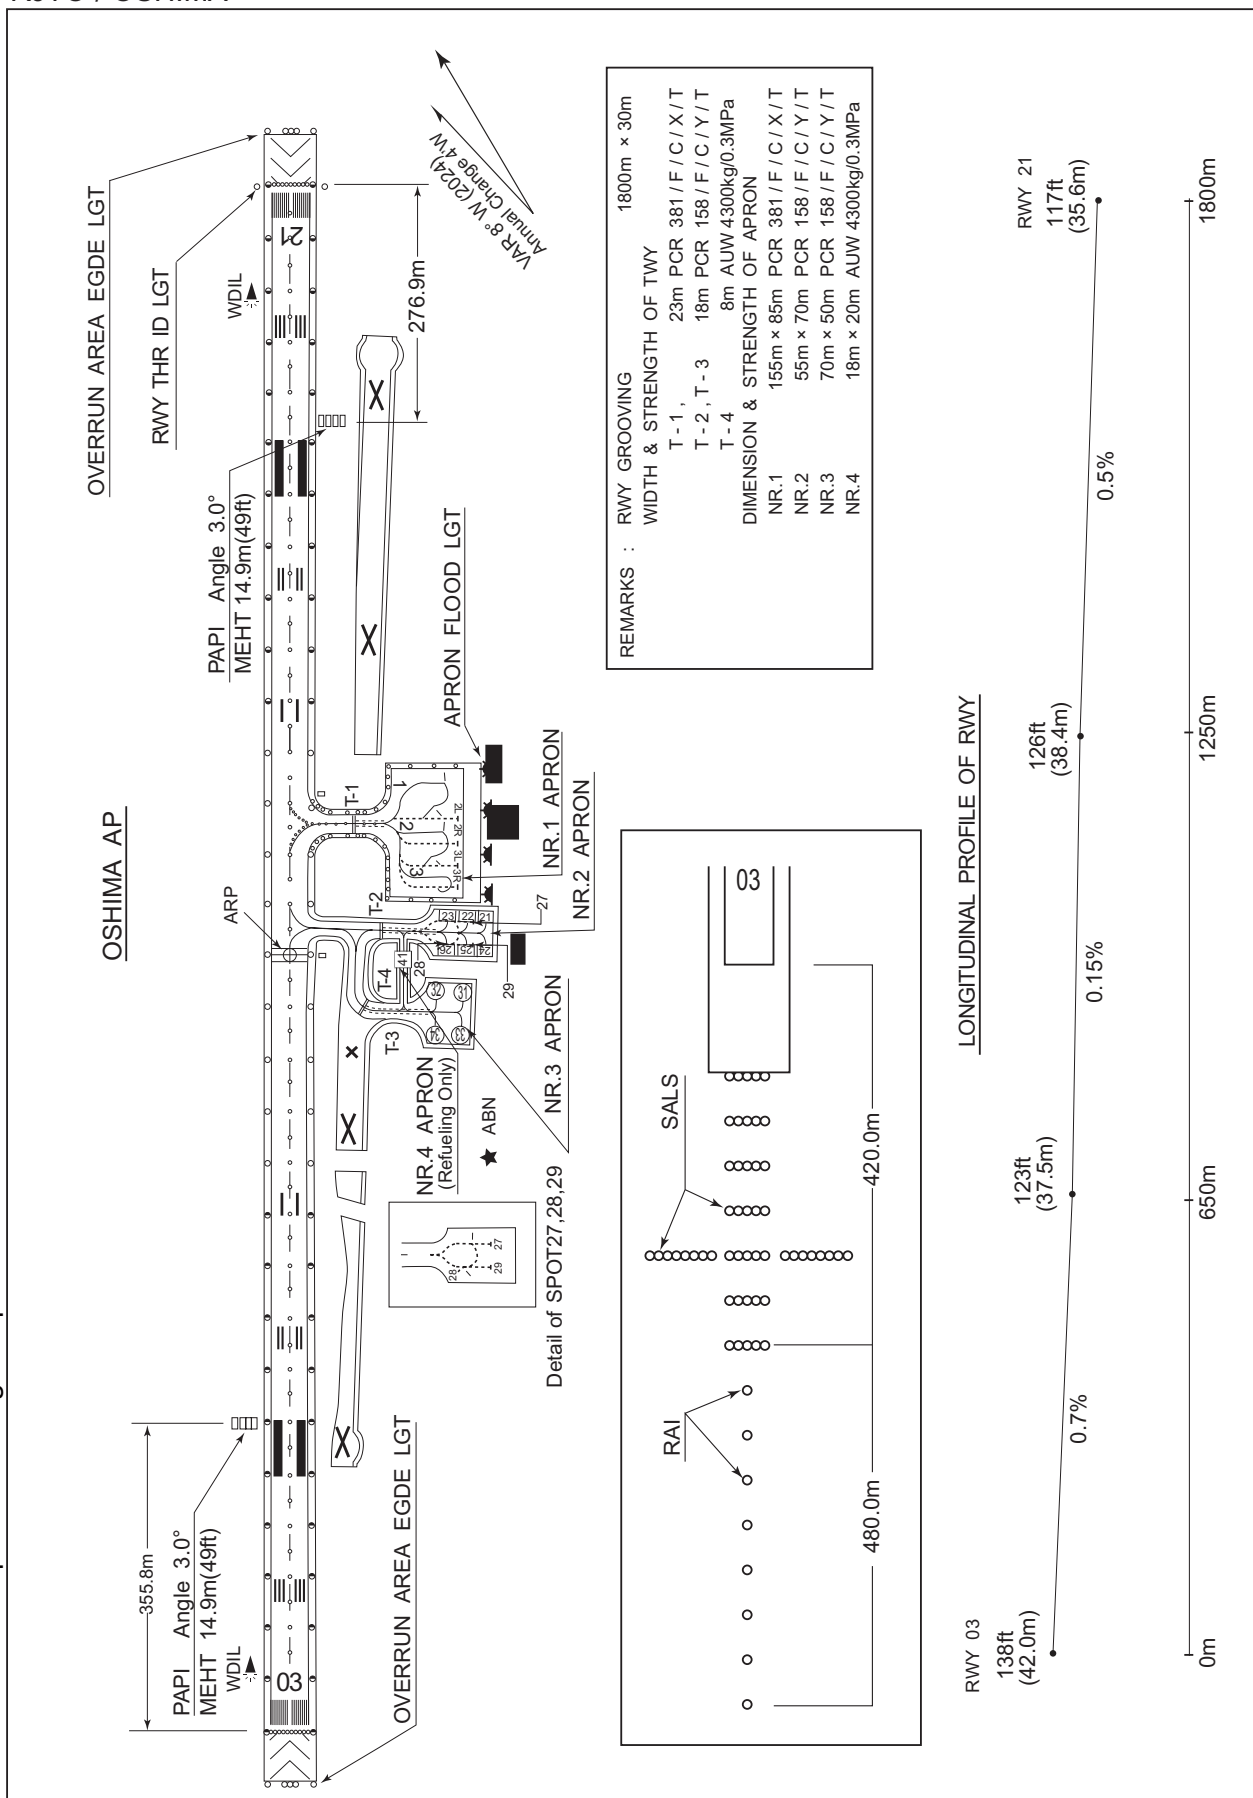 OSHIMA AP
OVERRUN AREA EGDE LGT
RWY THR ID LGT
PAPI Angle 3.0°
MEHT 14.9m(49ft)
WDIL
21
276.9m
VAR 8° W (2024)
Annual Change 4'W
ARP
T-1
T-2
T-3
T-4
1
2
3
2L
2R
3L
3R
APRON FLOOD LGT
NR.1 APRON
NR.2 APRON
23 22 21
26 25 24
27
28
29
41
32 31
34 33
NR.3 APRON
NR.4 APRON
(Refueling Only)
ABN
28
27
29
Detail of SPOT27,28,29
355.8m
PAPI Angle 3.0°
MEHT 14.9m(49ft)
WDIL
03
OVERRUN AREA EGDE LGT
REMARKS : RWY GROOVING 1800m × 30m
WIDTH & STRENGTH OF TWY
T - 1 , 23m PCR 381 / F / C / X / T
T - 2 , T - 3 18m PCR 158 / F / C / Y / T
T - 4 8m AUW 4300kg/0.3MPa
DIMENSION & STRENGTH OF APRON
NR.1 155m × 85m PCR 381 / F / C / X / T
NR.2 55m × 70m PCR 158 / F / C / Y / T
NR.3 70m × 50m PCR 158 / F / C / Y / T
NR.4 18m × 20m AUW 4300kg/0.3MPa
03
SALS
RAI
480.0m
420.0m
LONGITUDINAL PROFILE OF RWY
RWY 03
138ft
(42.0m)
0.7%
123ft
(37.5m)
0.15%
126ft
(38.4m)
0.5%
RWY 21
117ft
(35.6m)
0m
650m
1250m
1800m